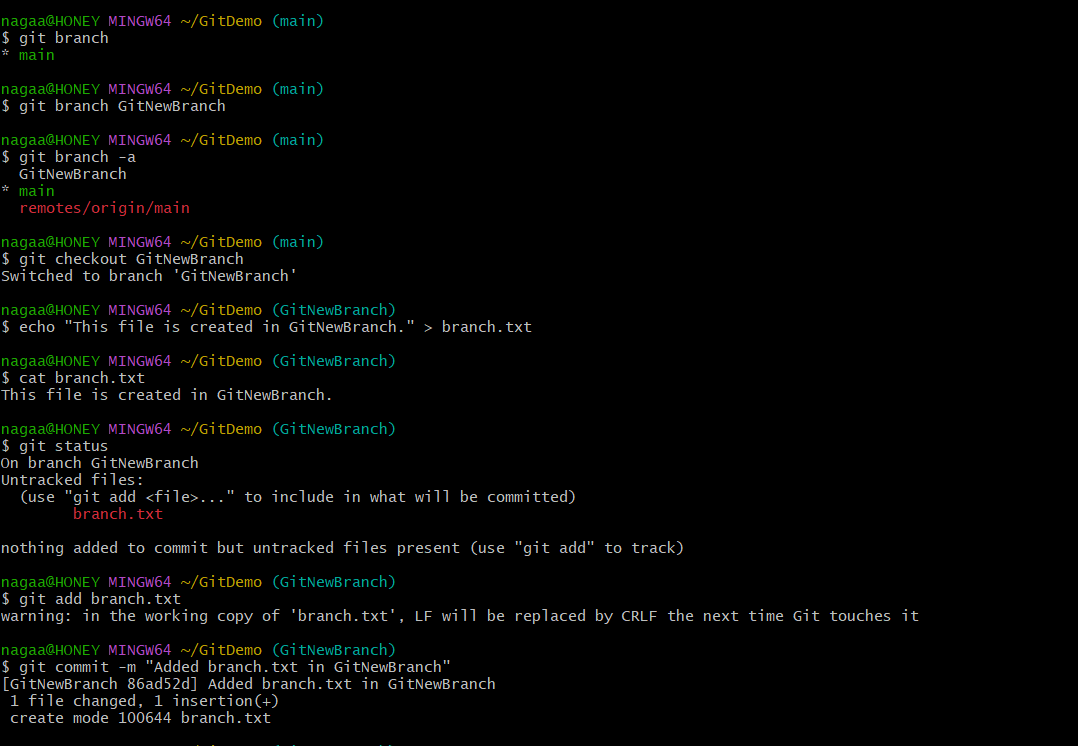 nagaa@HONEY MINGW64 ~/GitDemo (main)
$ git branch
* main
nagaa@HONEY MINGW64 ~/GitDemo (main)
$ git branch GitNewBranch
nagaa@HONEY MINGW64 ~/GitDemo (main)
$ git branch -a
  GitNewBranch
* main
  remotes/origin/main
nagaa@HONEY MINGW64 ~/GitDemo (main)
$ git checkout GitNewBranch
Switched to branch 'GitNewBranch'
nagaa@HONEY MINGW64 ~/GitDemo (GitNewBranch)
$ echo "This file is created in GitNewBranch." > branch.txt
nagaa@HONEY MINGW64 ~/GitDemo (GitNewBranch)
$ cat branch.txt
This file is created in GitNewBranch.
nagaa@HONEY MINGW64 ~/GitDemo (GitNewBranch)
$ git status
On branch GitNewBranch
Untracked files:
  (use "git add <file>..." to include in what will be committed)
        branch.txt
nothing added to commit but untracked files present (use "git add" to track)
nagaa@HONEY MINGW64 ~/GitDemo (GitNewBranch)
$ git add branch.txt
warning: in the working copy of 'branch.txt', LF will be replaced by CRLF the next time Git touches it
nagaa@HONEY MINGW64 ~/GitDemo (GitNewBranch)
$ git commit -m "Added branch.txt in GitNewBranch"
[GitNewBranch 86ad52d] Added branch.txt in GitNewBranch
 1 file changed, 1 insertion(+)
 create mode 100644 branch.txt